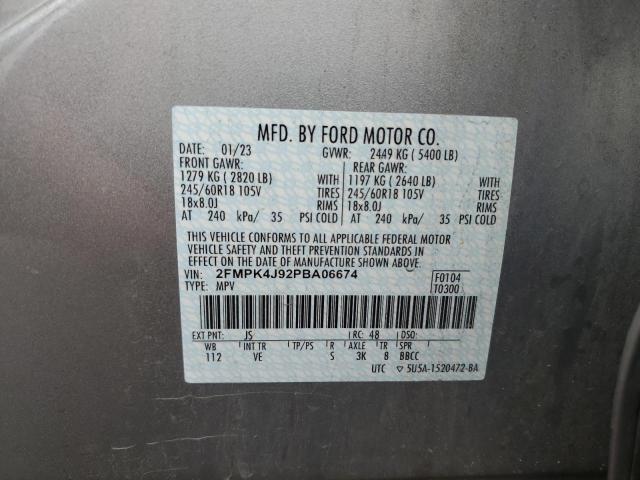 MFD. BY FORD MOTOR CO.
DATE: 01/23 GVWR: 2449 KG ( 5400 LB)
FRONT GAWR: REAR GAWR:
1279 KG ( 2820 LB) WITH 1197 KG ( 2640 LB) WITH
245/60R18 105V TIRES 245/60R18 105V TIRES
18x8.0J RIMS 18x8.0J RIMS
AT 240 kPa/ 35 PSI COLD AT 240 kPa/ 35 PSI COLD
THIS VEHICLE CONFORMS TO ALL APPLICABLE FEDERAL MOTOR
VEHICLE SAFETY AND THEFT PREVENTION STANDARDS IN
EFFECT ON THE DATE OF MANUFACTURE SHOWN ABOVE.
VIN: 2FMPK4J92PBA06674 F0104
TYPE: MPV T0300
EXT PNT: JS RC: 48 DSO:
WB INT TR TP/PS R AXLE TR SPR
112 VE S 3K 8 BBCC
UTC ▽ 5U5A-1520472-BA